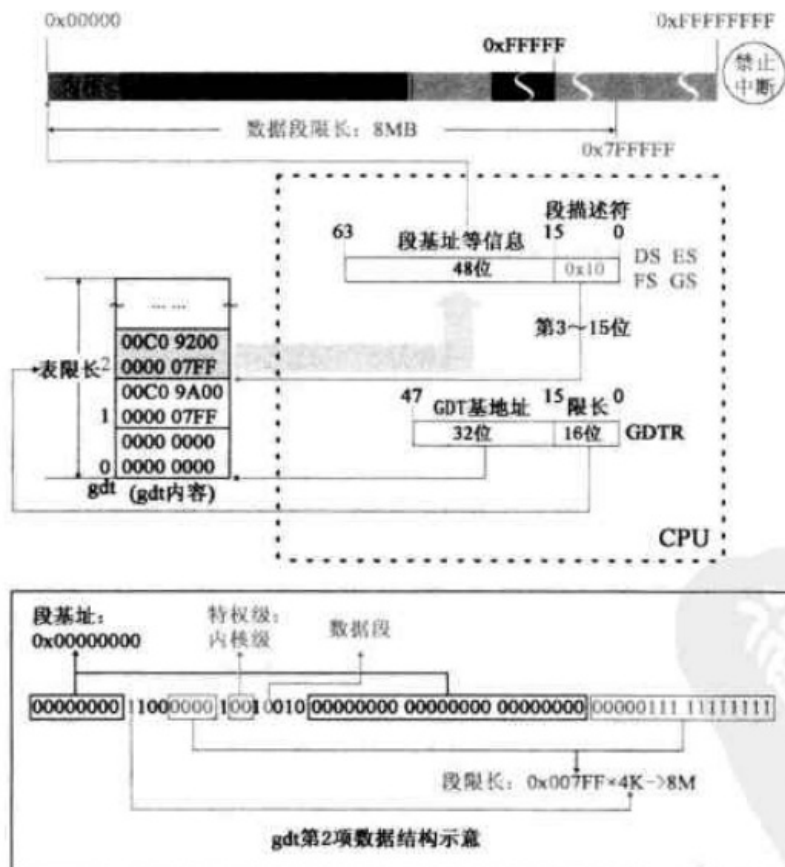 0x00000
0xFFFFFFFF
0xFFFFF
禁止
中断
数据段限长:8MB
0x7FFFFF
段描述符
63
15
0
段基址等信息
48位
0x10
DS ES
FS GS
第3~15位
... ...
00C0 9200
表限长
2
0000 07FF
00C0 9A00
1
0000 07FF
0000 0000
0
0000 0000
gdt
(gdt内容)
47
GDT基地址
15
限长
0
32位
16位
GDTR
CPU
段基址:
0x00000000
特权级:
内核级
数据段
00000000 1100 0000 1 00 10010 00000000 00000000 00000000 00000111 11111111
段限长:0x007FF×4K->8M
gdt第2项数据结构示意